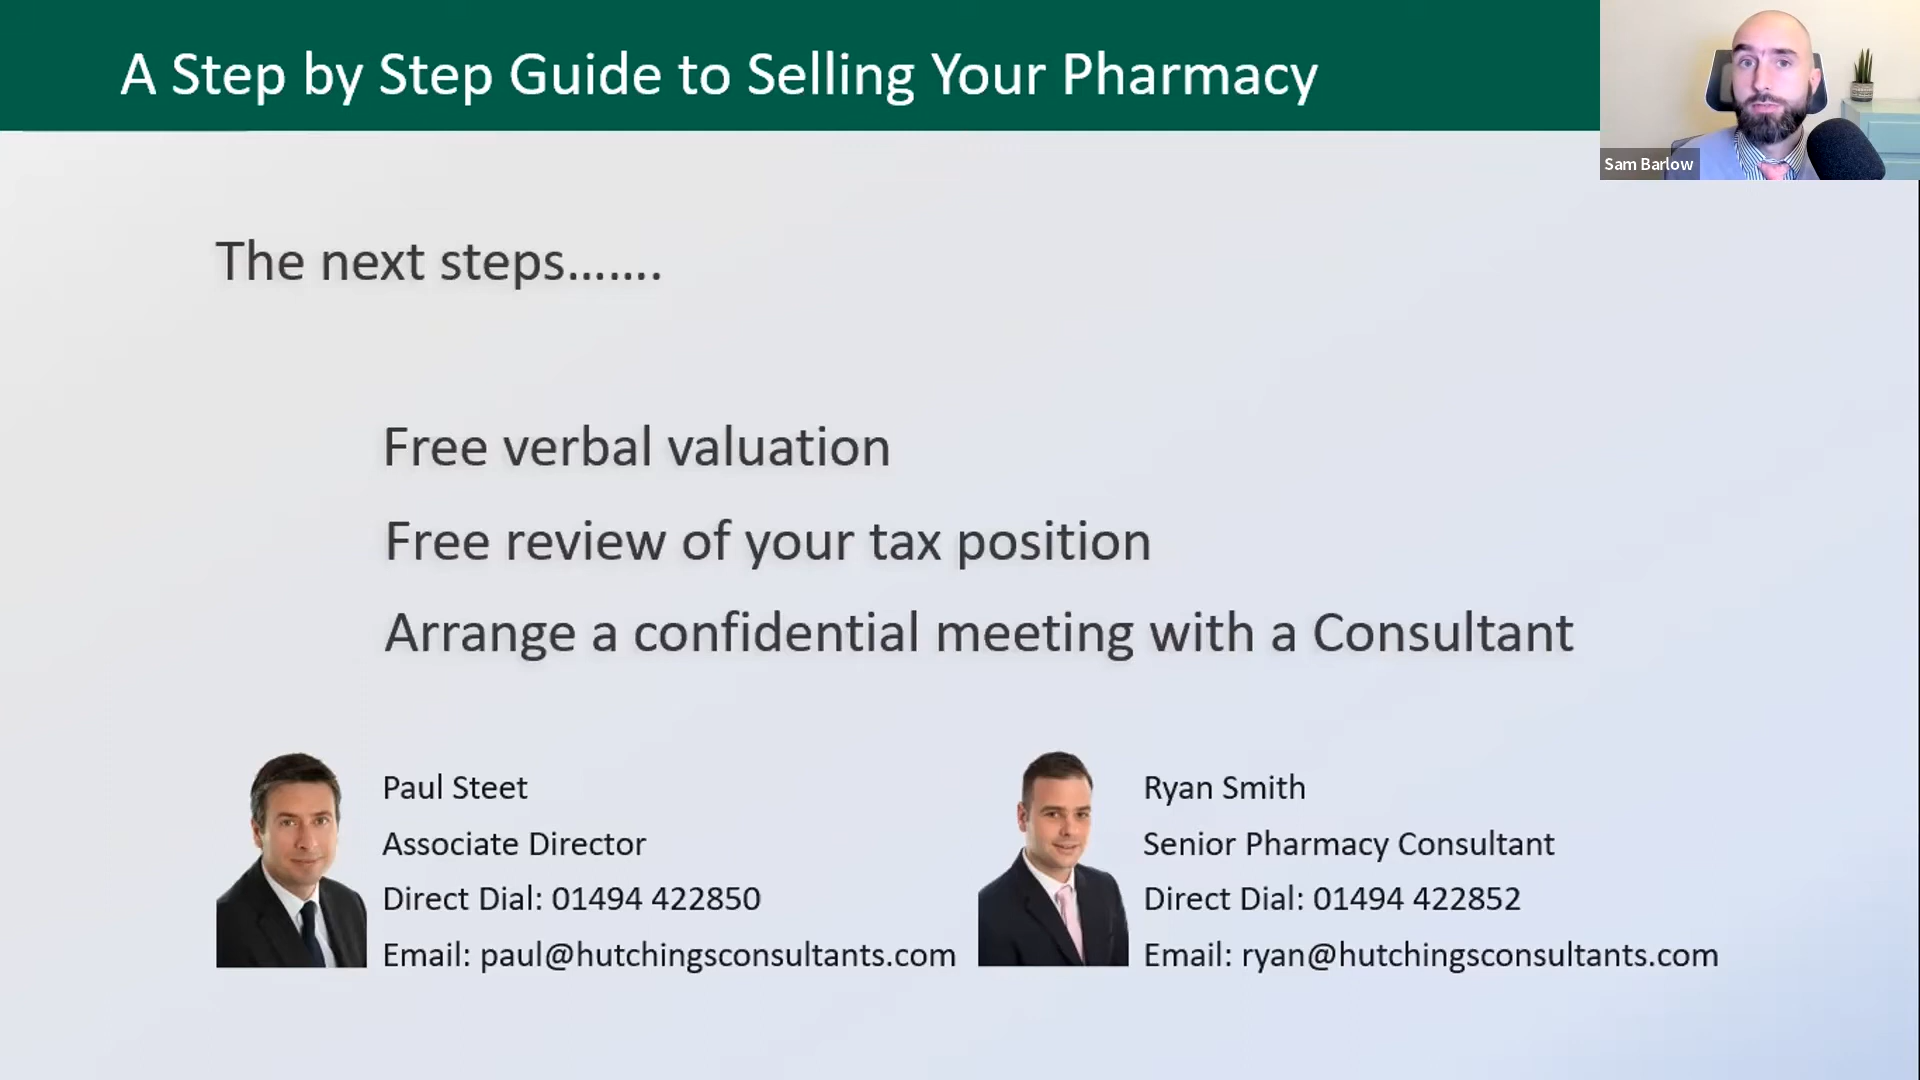 A Step by Step Guide to Selling Your Pharmacy
Sam Barlow
The next steps.......
Free verbal valuation
Free review of your tax position
Arrange a confidential meeting with a Consultant
Paul Steet
Associate Director
Direct Dial: 01494 422850
Email: paul@hutchingsconsultants.com
Ryan Smith
Senior Pharmacy Consultant
Direct Dial: 01494 422852
Email: ryan@hutchingsconsultants.com